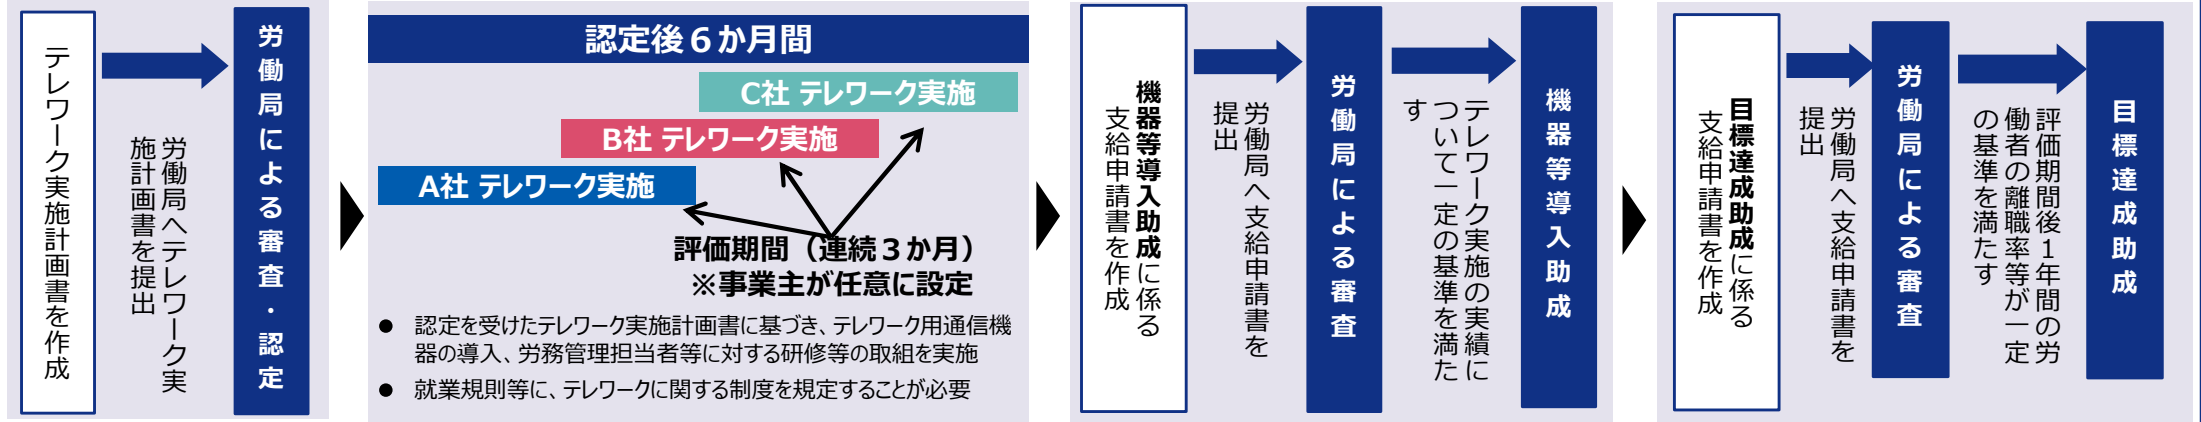 テレワーク実施計画書を作成
労働局へテレワーク実
施計画書を提出
労働局による審査・認定
認定後６か月間
C社 テレワーク実施
B社 テレワーク実施
A社 テレワーク実施
評価期間（連続３か月）
※事業主が任意に設定
● 認定を受けたテレワーク実施計画書に基づき、テレワーク用通信機
器の導入、労務管理担当者等に対する研修等の取組を実施
● 就業規則等に、テレワークに関する制度を規定することが必要
機器等導入助成に係る
支給申請書を作成
労働局へ支給申請書を
提出
労働局による審査
テレワーク実施の実績に
ついて一定の基準を満た
す
機器等導入助成
目標達成助成に係る
支給申請書を作成
労働局へ支給申請書を
提出
労働局による審査
評価期間後１年間の労
働者の離職率等が一定
の基準を満たす
目標達成助成